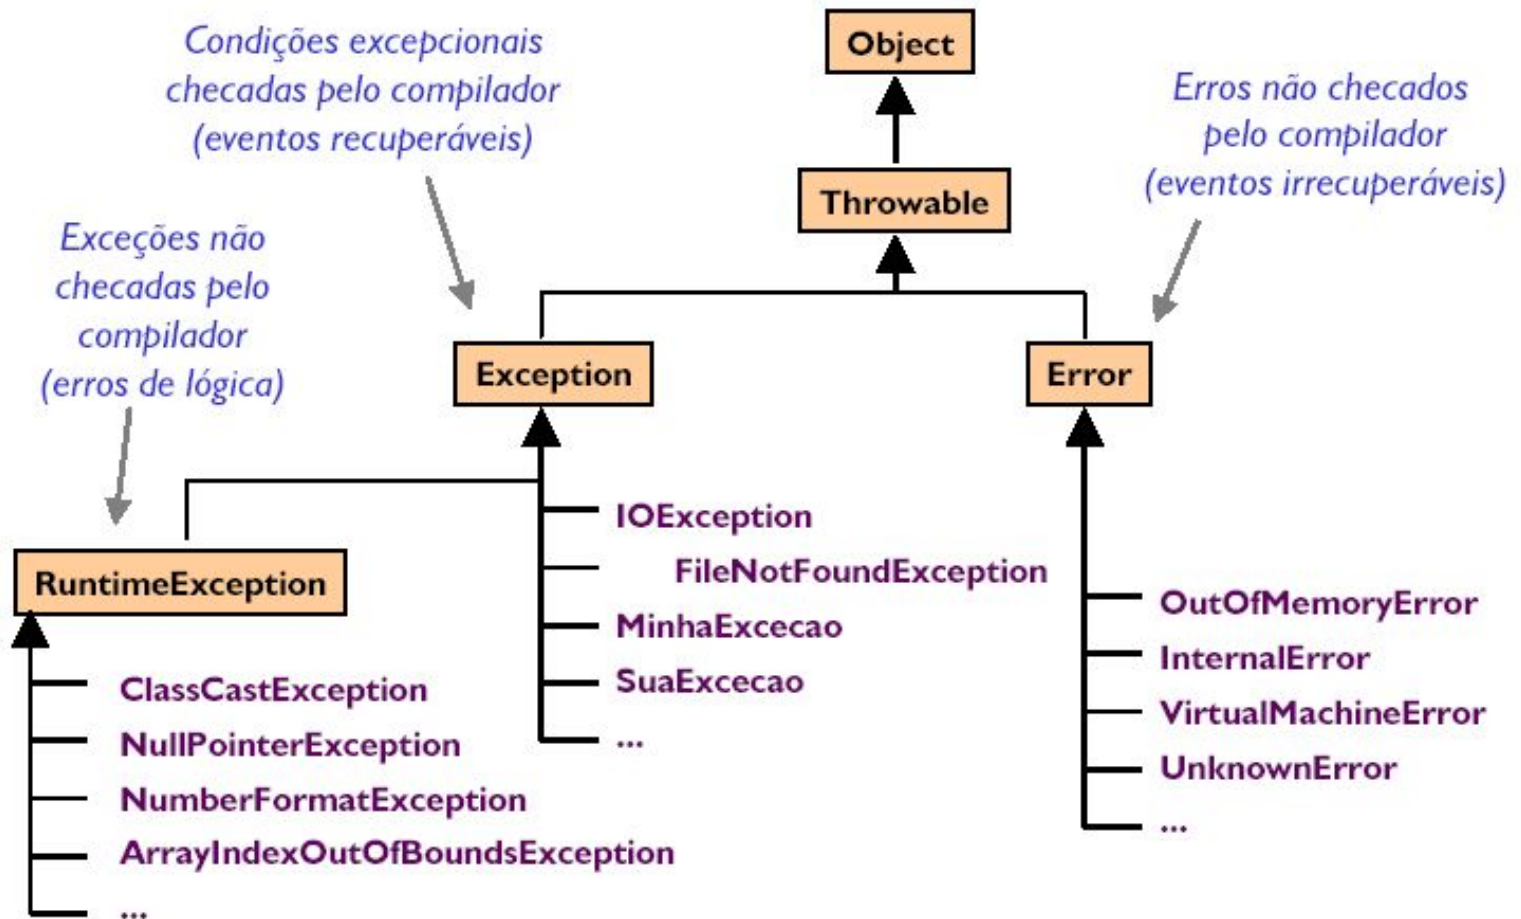 Condições excepcionais
checadas pelo compilador
(eventos recuperáveis)
Object
Erros não checados
pelo compilador
(eventos irrecuperáveis)
Throwable
Exceções não
checadas pelo
compilador
(erros de lógica)
Exception
Error
IOException
FileNotFoundException
MinhaExcecao
SuaExcecao
...
RuntimeException
ClassCastException
NullPointerException
NumberFormatException
ArrayIndexOutOfBoundsException
...
OutOfMemoryError
InternalError
VirtualMachineError
UnknownError
...